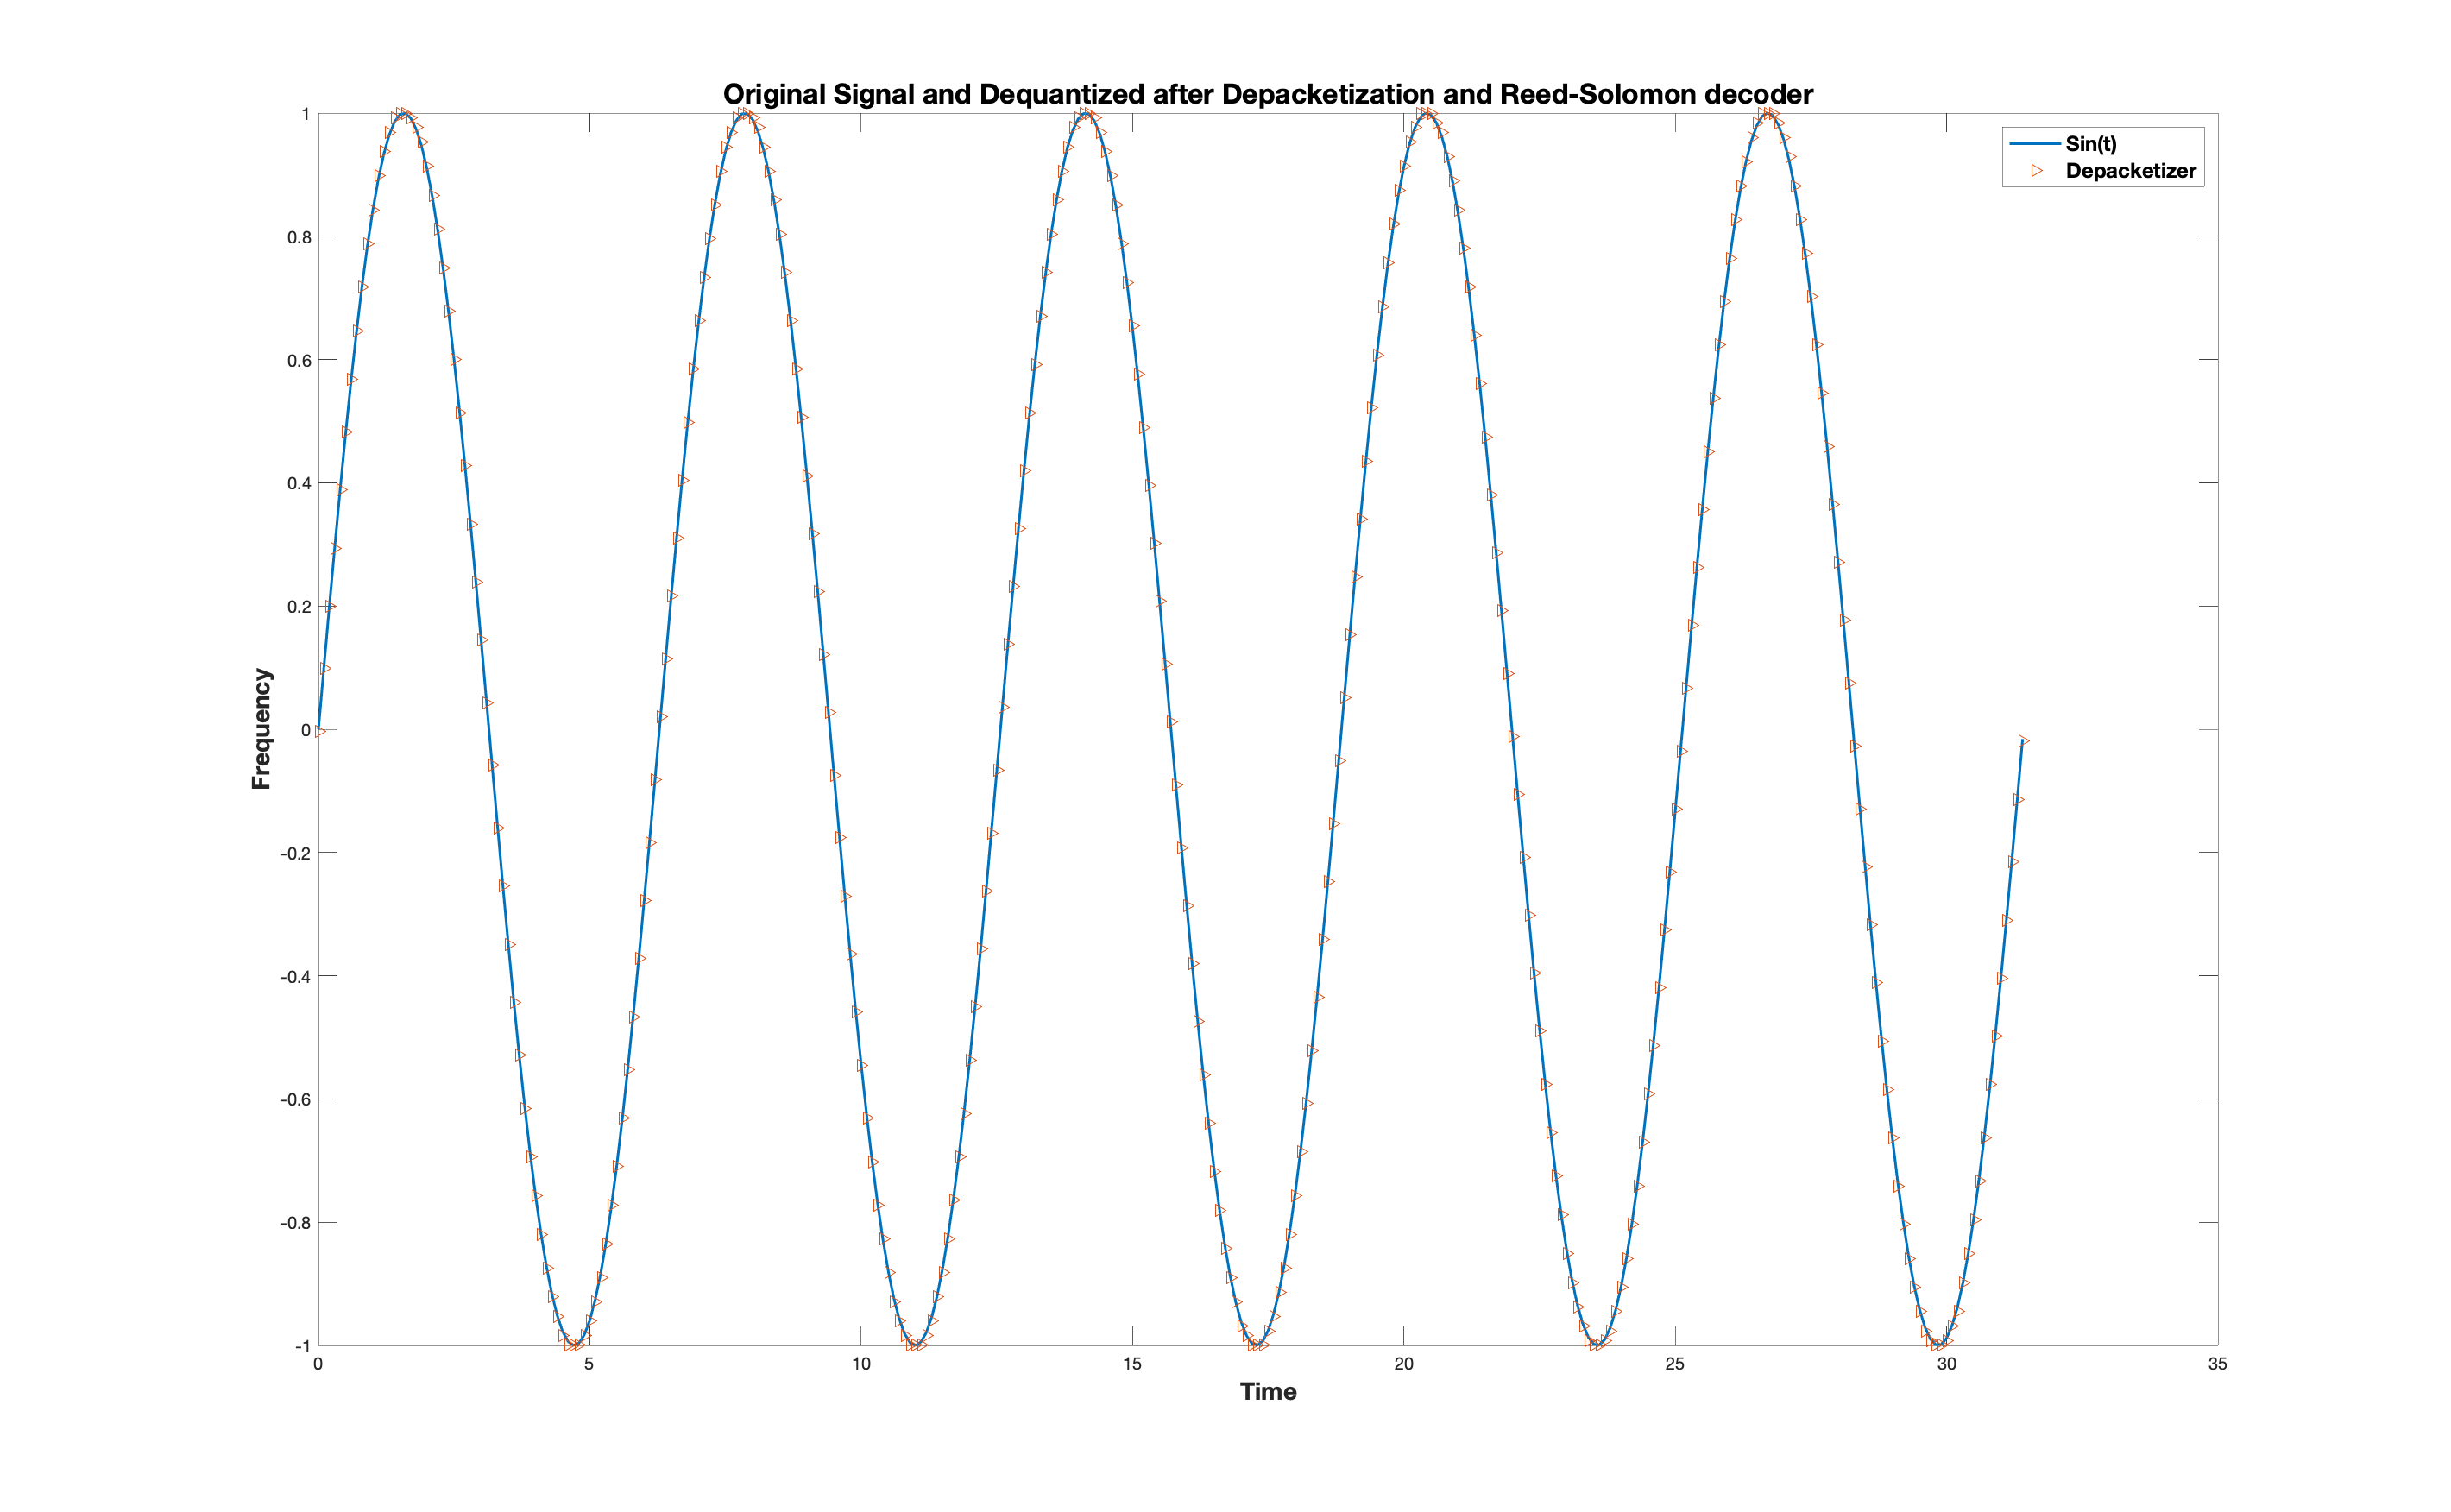 Original Signal and Dequantized after Depacketization and Reed-Solomon decoder
Sin(t)
Depacketizer
1
0.8
0.6
0.4
0.2
0
-0.2
-0.4
-0.6
-0.8
-1
Frequency
0 5 10 15 20 25 30 35
Time